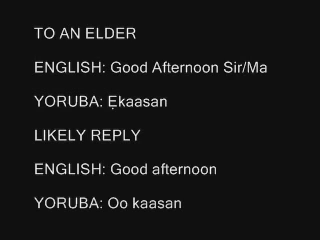 TO AN ELDER
ENGLISH: Good Afternoon Sir/Ma
YORUBA: Ẹkaasan
LIKELY REPLY
ENGLISH: Good afternoon
YORUBA: Oo kaasan